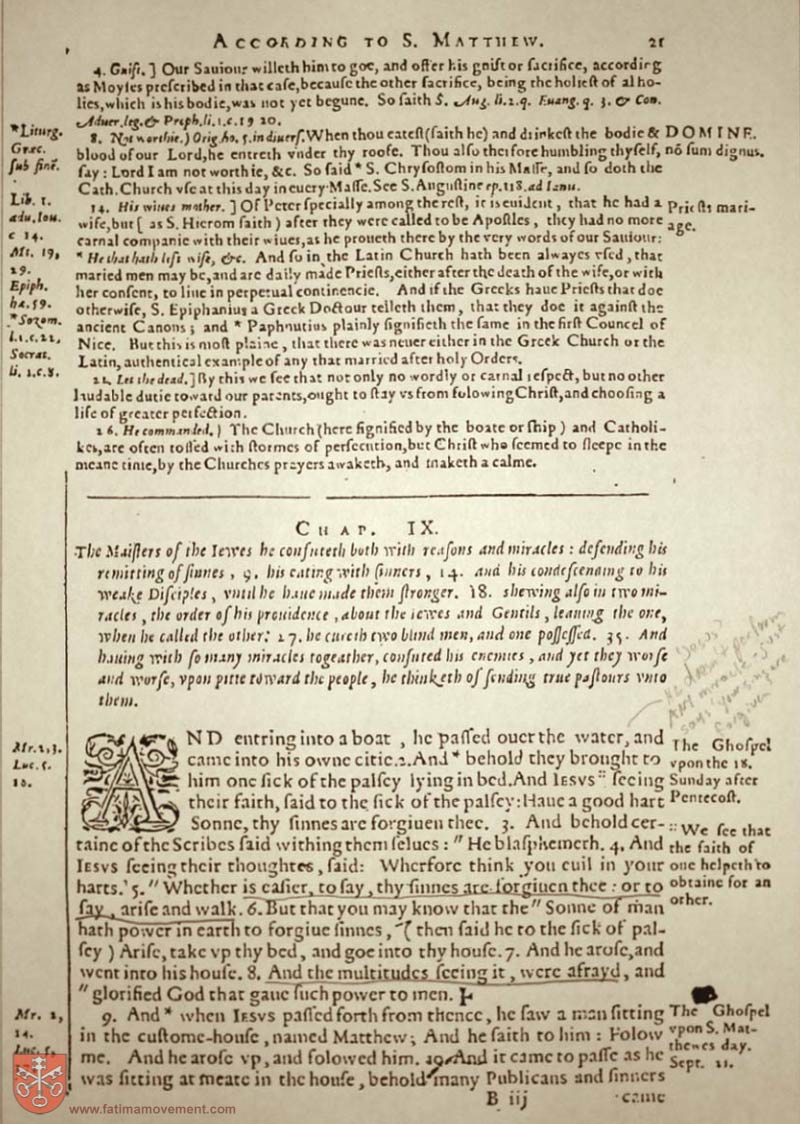 ACCORDING TO S. MATTHEW. 21
4. Guiſt.] Our Sauiour willeth him to goe, and offer his guiſt or ſacrifice, according
as Moyſes preſcribed in that caſe, becauſe the other ſacrifice, being the holieſt of al ho-
lies, which is his bodie, was not yet begune. So ſaith S. Aug. li. 2. q. Euang. q. 3. & Con.
Aduer. leg. & Proph. li. 1. c. 19 20.
8. Not worthie.) Orig. ho. 5. in diuerſ. When thou eateſt (ſaith he) and drinkeſt the bodie &
blood of our Lord, he entreth vnder thy roofe. Thou alſo therfore humbling thyſelf,
ſay: Lord I am not worthie, &c. So ſaid * S. Chryſoſtom in his Maſſe, and ſo doth the
Cath. Church vſe at this day in euery Maſſe. See S. Auguſtine ep. 118. ad Ianu.
14. His wiues mother.] Of Peter ſpecially among the reſt, it is euident, that he had a
wife, but [ as S. Hierom ſaith ) after they were called to be Apoſtles, they had no more
carnal companie with their wiues, as he proueth there by the very words of our Sauiour:
* He that hath left wife, &c. And ſo in the Latin Church hath been alwayes vſed, that
maried men may be, and are daily made Prieſts, either after the death of the wife, or with
her conſent, to liue in perpetual continencie. And if the Greeks haue Prieſts that doe
otherwiſe, S. Epiphanius a Greek Doctour telleth them, that they doe it againſt the
ancient Canons; and * Paphnutius plainly ſignifieth the ſame in the firſt Councel of
Nice. But this is moſt plaine, that there was neuer either in the Greek Church or the
Latin, authentical example of any that married after holy Orders.
22. Let the dead.] By this we ſee that not only no wordly or carnal reſpect, but no other
laudable dutie toward our parents, ought to ſtay vs from folowing Chriſt, and chooſing a
life of greater perfection.
26. He commanded.) The Church (here ſignified by the boate or ſhip) and Catholi-
kes, are often toſſed with ſtormes of perſecution, but Chriſt who ſeemed to ſleepe in the
meane time, by the Churches prayers awaketh, and maketh a calme.
*Liturg.
Græc.
ſub finē.
Lib. 1.
adu. Iou.
c 14.
Mt. 19,
29.
Epiph.
hæ. 59.
*Sozom.
l. 1. c. 22,
Socrat.
li. 1. c. 8.
DOMINE
nō ſum dignus.
Prieſts mari-
age.
CHAP. IX.
The Maiſters of the Iewes he confuteth both with reaſons and miracles: defending his
remitting of ſinnes, 9. his eating with ſinners, 14. and his condeſcending to his
weake Diſciples, vntil he haue made them ſtronger. 18. shewing alſo in two mi-
racles, the order of his prouidence, about the Iewes and Gentils, leauing the one,
when he called the other: 27. he cureth two blind men, and one poſſeſſed. 35. And
hauing with ſo many miracles togeather, confuted his enemies, and yet they worſe
and worſe, vpon pitie toward the people, he thinketh of ſending true paſtours vnto
them.
AND entring into a boat, he paſſed ouer the water, and
came into his owne citie. 2. And * behold they brought to
him one ſick of the palſey lying in bed. And IESVS :: ſeeing
their faith, ſaid to the ſick of the palſey: Haue a good hart
Sonne, thy ſinnes are forgiuen thee. 3. And behold cer-
taine of the Scribes ſaid withing them ſelues: " He blaſphemeth. 4. And
IESVS ſeeing their thoughtes, ſaid: Wherfore think you euil in your
harts. 5. " Whether is eaſier, to ſay, thy ſinnes are forgiuen thee: or to
ſay, ariſe and walk. 6. But that you may know that the " Sonne of man
hath power in earth to forgiue ſinnes, ( then ſaid he to the ſick of pal-
ſey ) Ariſe, take vp thy bed, and goe into thy houſe. 7. And he aroſe, and
went into his houſe. 8. And the multitudes ſeeing it, were afrayd, and
" glorified God that gaue ſuch power to men.
9. And * when IESVS paſſed forth from thence, he ſaw a man ſitting
in the cuſtome-houſe, named Matthew; And he ſaith to him: Folow
me. And he aroſe vp, and folowed him. 10. And it came to paſſe as he
was ſitting at meate in the houſe, behold many Publicans and ſinners
B iij came
Mr. 2, 3.
Luc. 5.
18.
Mr. 2,
14.
Luc. 5,
The Ghoſpel
vpon the 18.
Sunday after
Pentecoſt.
:: We ſee that
the faith of
one helpeth to
obtaine for an
other.
The Ghoſpel
vpon S. Mat-
thewes day.
Sept. 21.
www.fatimamovement.com